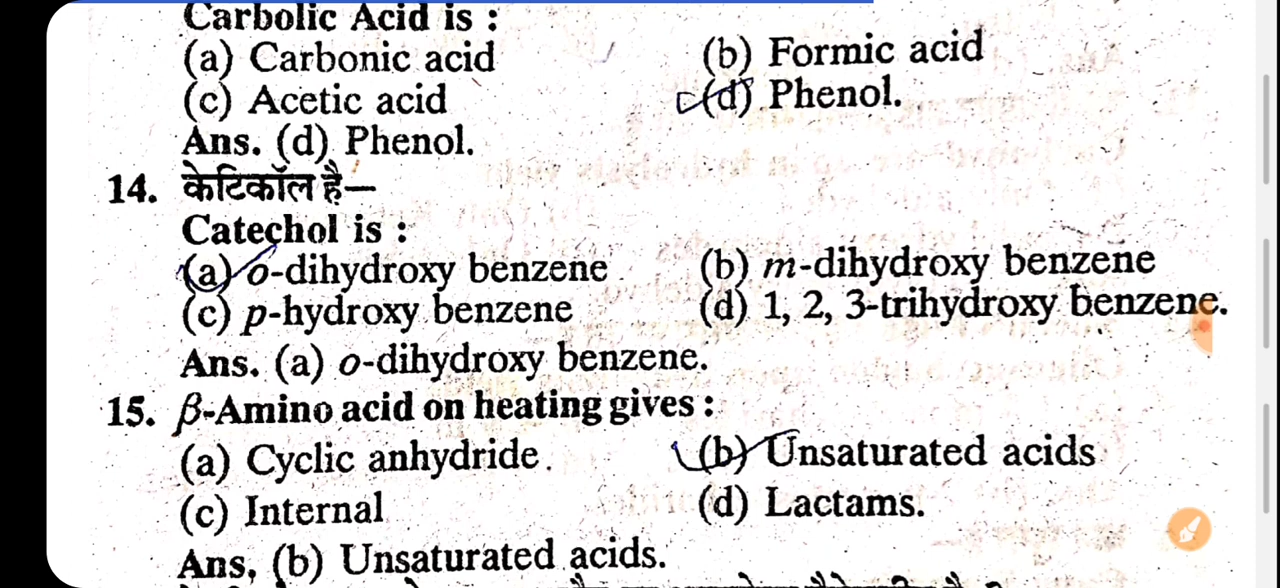 Carbolic Acid is :
(a) Carbonic acid (b) Formic acid
(c) Acetic acid (d) Phenol.
Ans. (d) Phenol.
14. केटिकॉल है—
Catechol is :
(a) o-dihydroxy benzene (b) m-dihydroxy benzene
(c) p-hydroxy benzene (d) 1, 2, 3-trihydroxy benzene.
Ans. (a) o-dihydroxy benzene.
15. β-Amino acid on heating gives :
(a) Cyclic anhydride. (b) Unsaturated acids
(c) Internal (d) Lactams.
Ans, (b) Unsaturated acids.